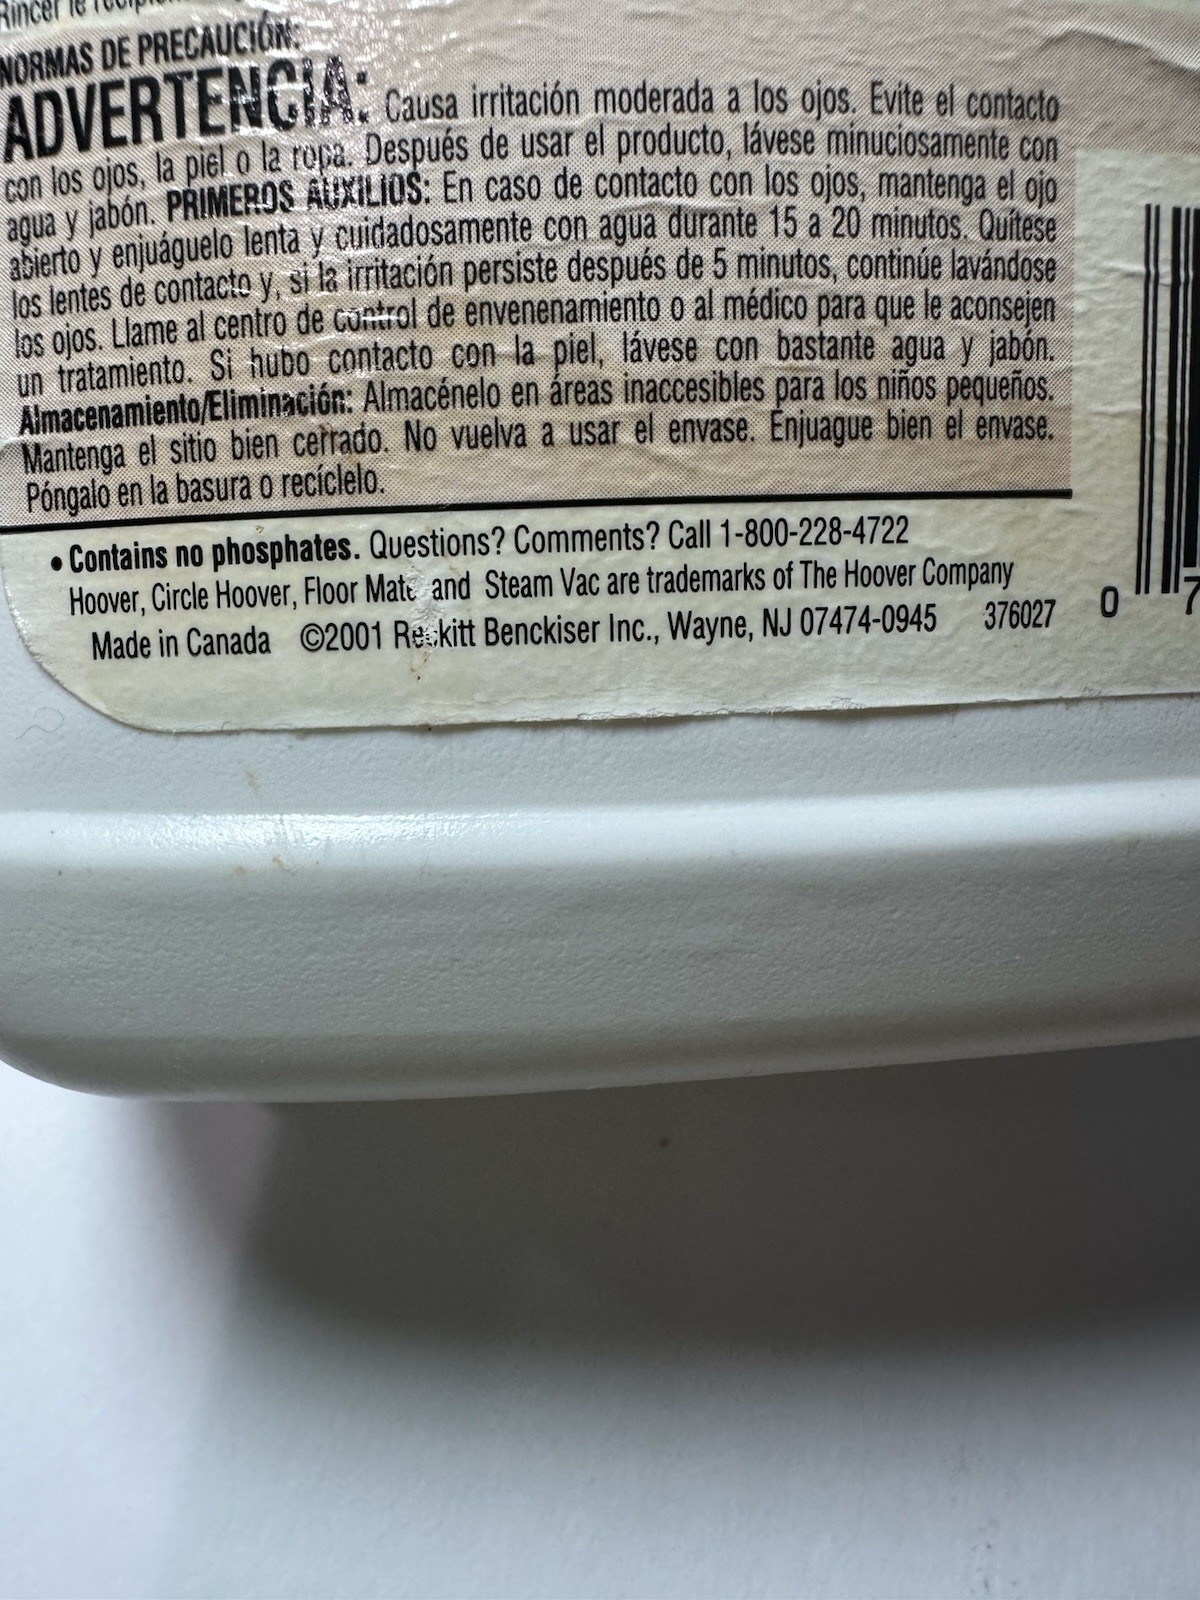 Rincer le
NORMAS DE PRECAUCIÓN:
ADVERTENCIA: Causa irritación moderada a los ojos. Evite el contacto
con los ojos, la piel o la ropa. Después de usar el producto, lávese minuciosamente con
agua y jabón. PRIMEROS AUXILIOS: En caso de contacto con los ojos, mantenga el ojo
abierto y enjuáguelo lenta y cuidadosamente con agua durante 15 a 20 minutos. Quítese
los lentes de contacto y, si la irritación persiste después de 5 minutos, continúe lavándose
los ojos. Llame al centro de control de envenenamiento o al médico para que le aconsejen
un tratamiento. Si hubo contacto con la piel, lávese con bastante agua y jabón.
Almacenamiento/Eliminación: Almacénelo en áreas inaccesibles para los niños pequeños.
Mantenga el sitio bien cerrado. No vuelva a usar el envase. Enjuague bien el envase.
Póngalo en la basura o recíclelo.
• Contains no phosphates. Questions? Comments? Call 1-800-228-4722
Hoover, Circle Hoover, Floor Mate and Steam Vac are trademarks of The Hoover Company
Made in Canada ©2001 Reckitt Benckiser Inc., Wayne, NJ 07474-0945 376027
0 7